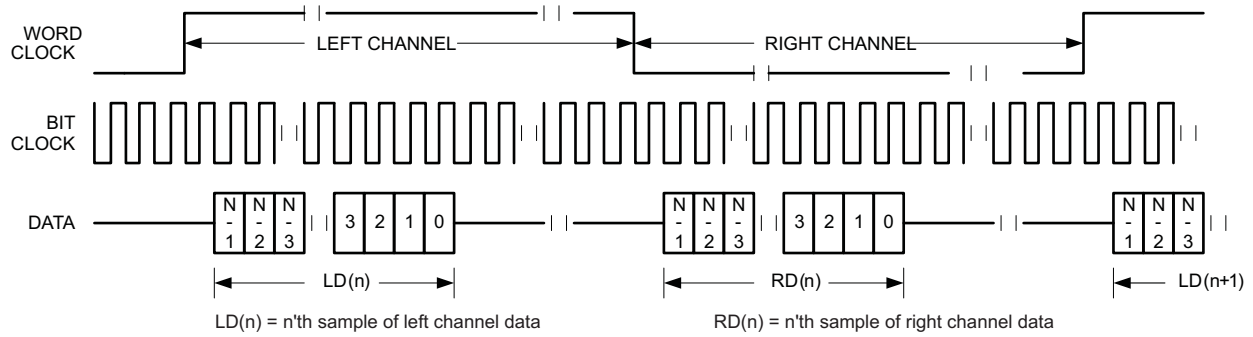 WORD
CLOCK
LEFT CHANNEL
RIGHT CHANNEL
BIT
CLOCK
DATA
N
-
1
N
-
2
N
-
3
3
2
1
0
N
-
1
N
-
2
N
-
3
3
2
1
0
N
-
1
N
-
2
N
-
3
LD(n)
RD(n)
LD(n+1)
LD(n) = n'th sample of left channel data
RD(n) = n'th sample of right channel data